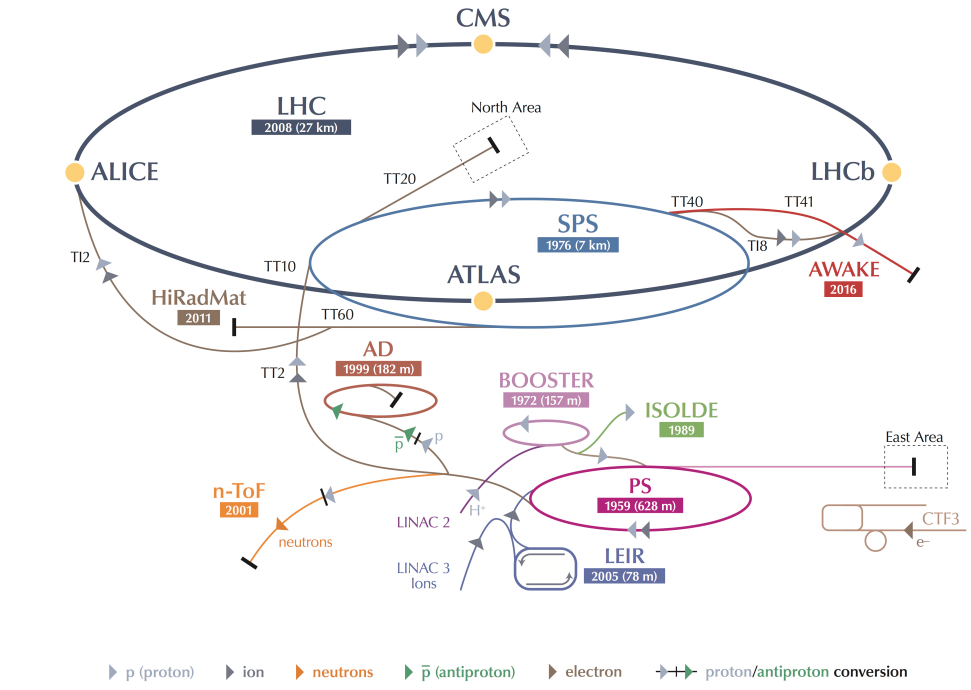 CMS
LHC
2008 (27 km)
North Area
ALICE
LHCb
TT20
TT40
TT41
SPS
1976 (7 km)
TI8
TI2
TT10
ATLAS
AWAKE
2016
HiRadMat
2011
TT60
TT2
AD
1999 (182 m)
BOOSTER
1972 (157 m)
ISOLDE
1989
p̅
p
East Area
n-ToF
2001
neutrons
H⁺
LINAC 2
PS
1959 (628 m)
CTF3
e–
LINAC 3
Ions
LEIR
2005 (78 m)
p (proton)
ion
neutrons
p̅ (antiproton)
electron
proton/antiproton conversion